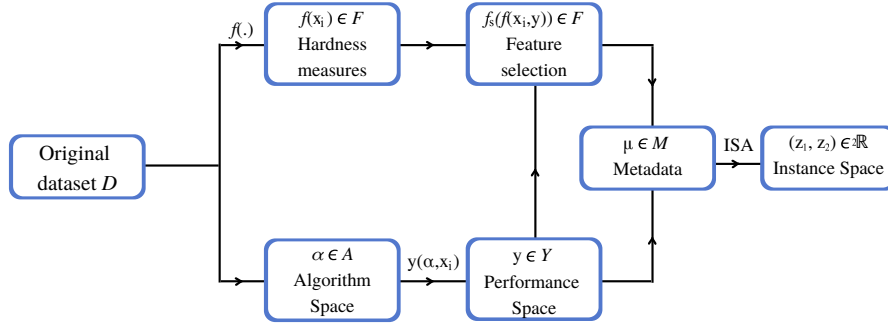 f(.)
f(xᵢ) ∈ F
Hardness
measures
fₛ(f(xᵢ,y)) ∈ F
Feature
selection
Original
dataset D
μ ∈ M
Metadata
ISA
(z₁, z₂) ∈ ²ℝ
Instance Space
α ∈ A
Algorithm
Space
y(α,xᵢ)
y ∈ Y
Performance
Space